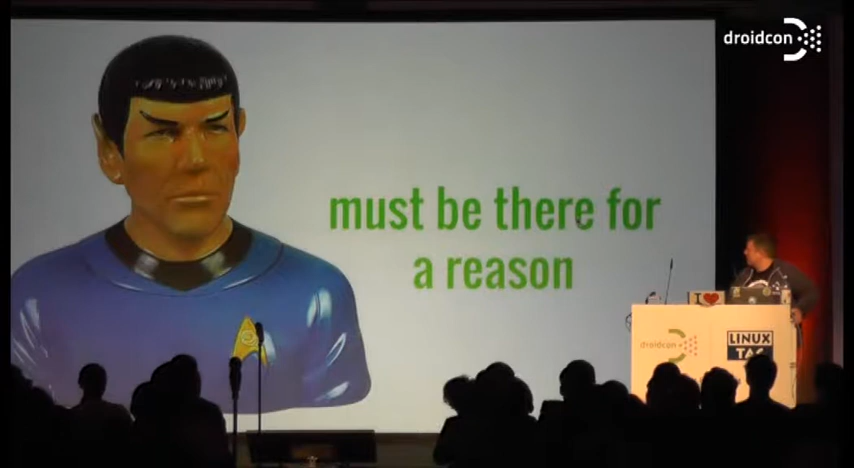 droidcon
must be there for
a reason
I ❤
droidcon
LINUX
TAG